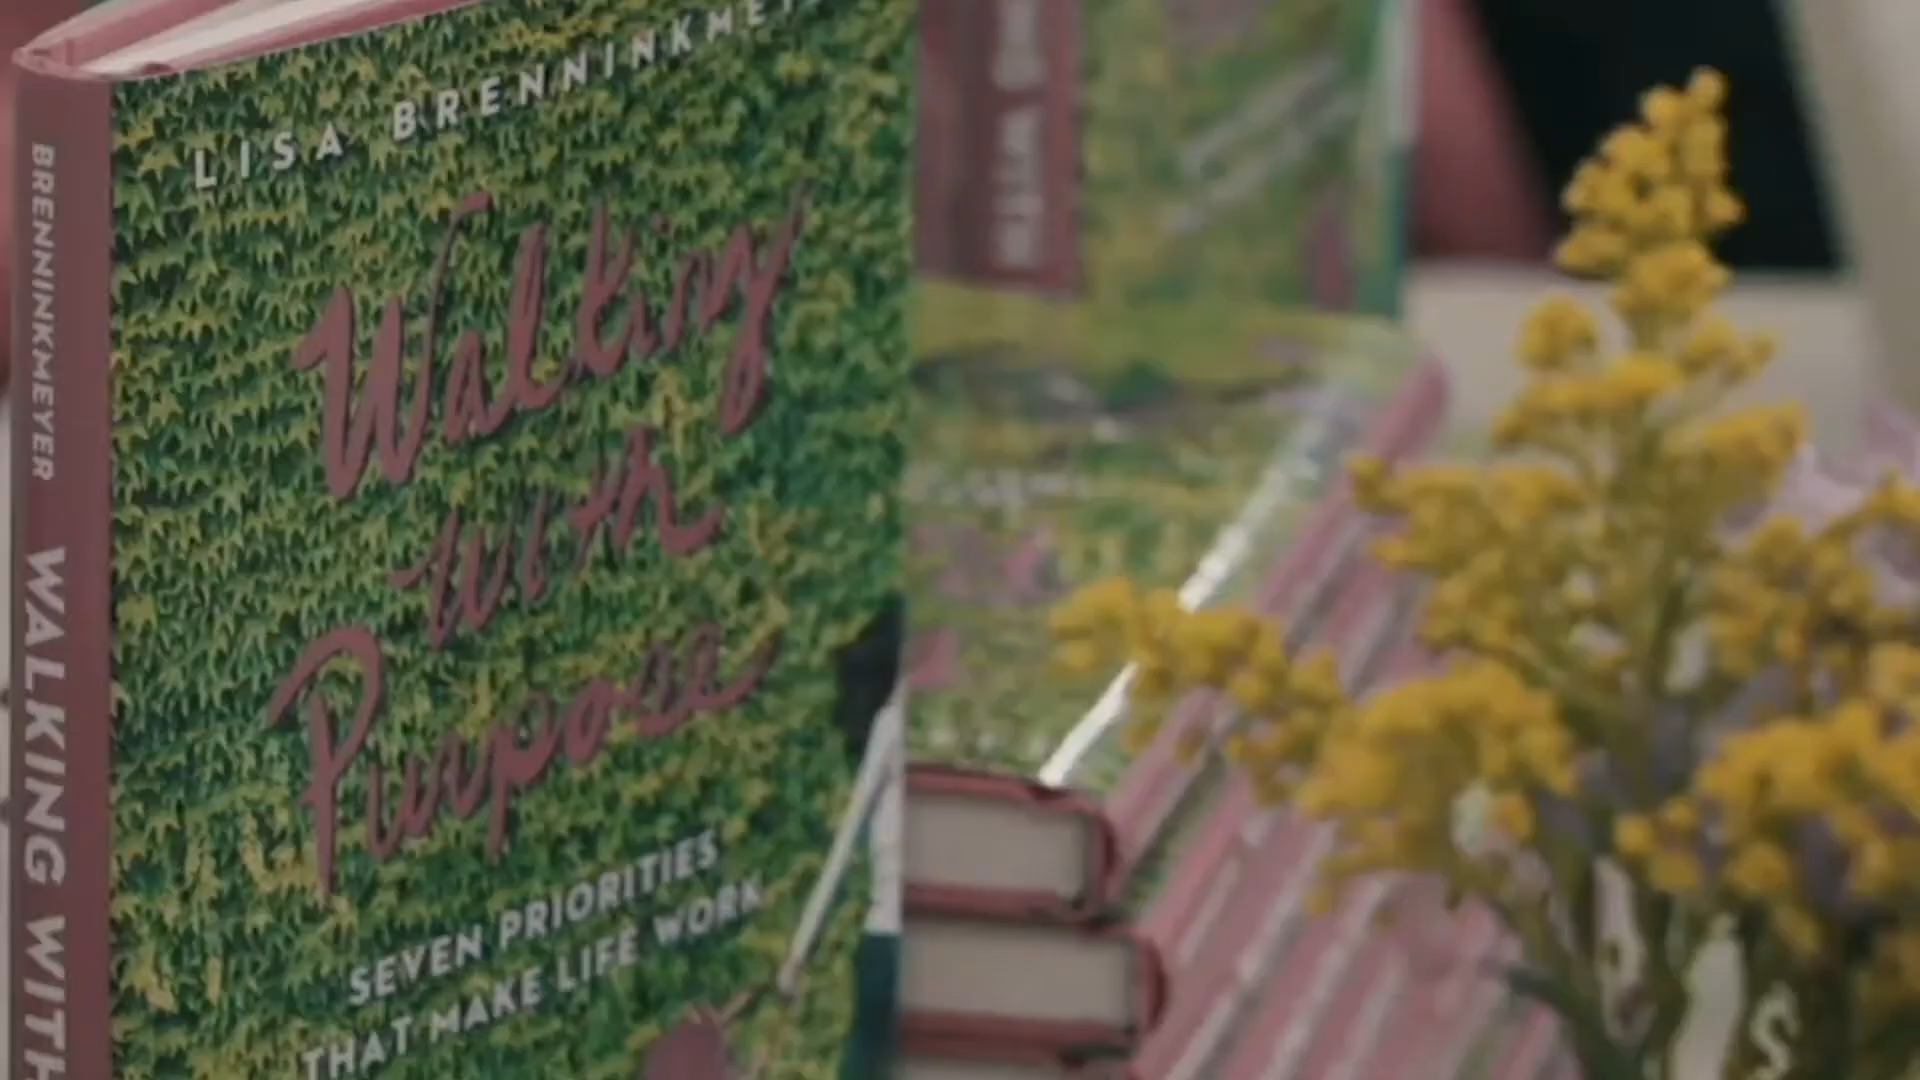 LISA BRENNINKME
Walking
with
Purpose
SEVEN PRIORITIES
THAT MAKE LIFE WORK
BRENNINKMEYER WALKING WITH